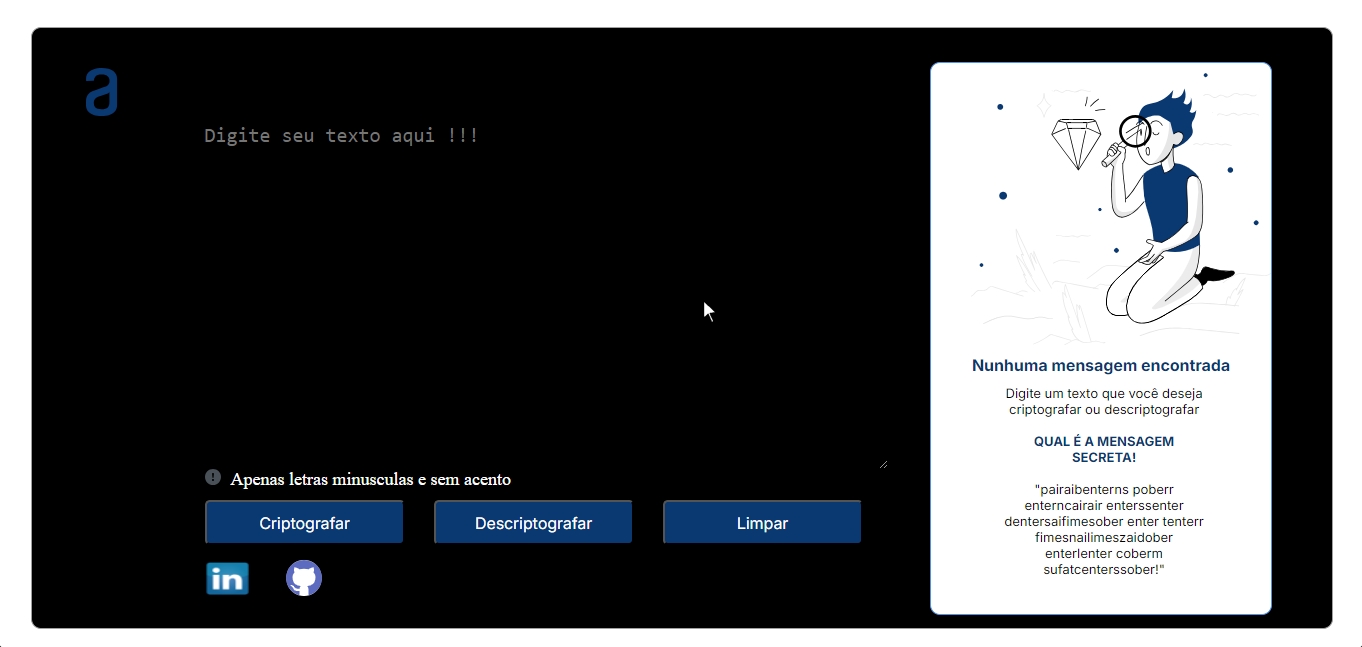 a
Digite seu texto aqui !!!
Apenas letras minusculas e sem acento
Criptografar
Descriptografar
Limpar
in
Nunhuma mensagem encontrada
Digite um texto que você deseja
criptografar ou descriptografar
QUAL É A MENSAGEM
SECRETA!
"pairaibenterns poberr
enterncairair enterssenter
dentersaifimesober enter tenterr
fimesnailimeszaidober
enterlenter coberm
sufatcenterssober!"